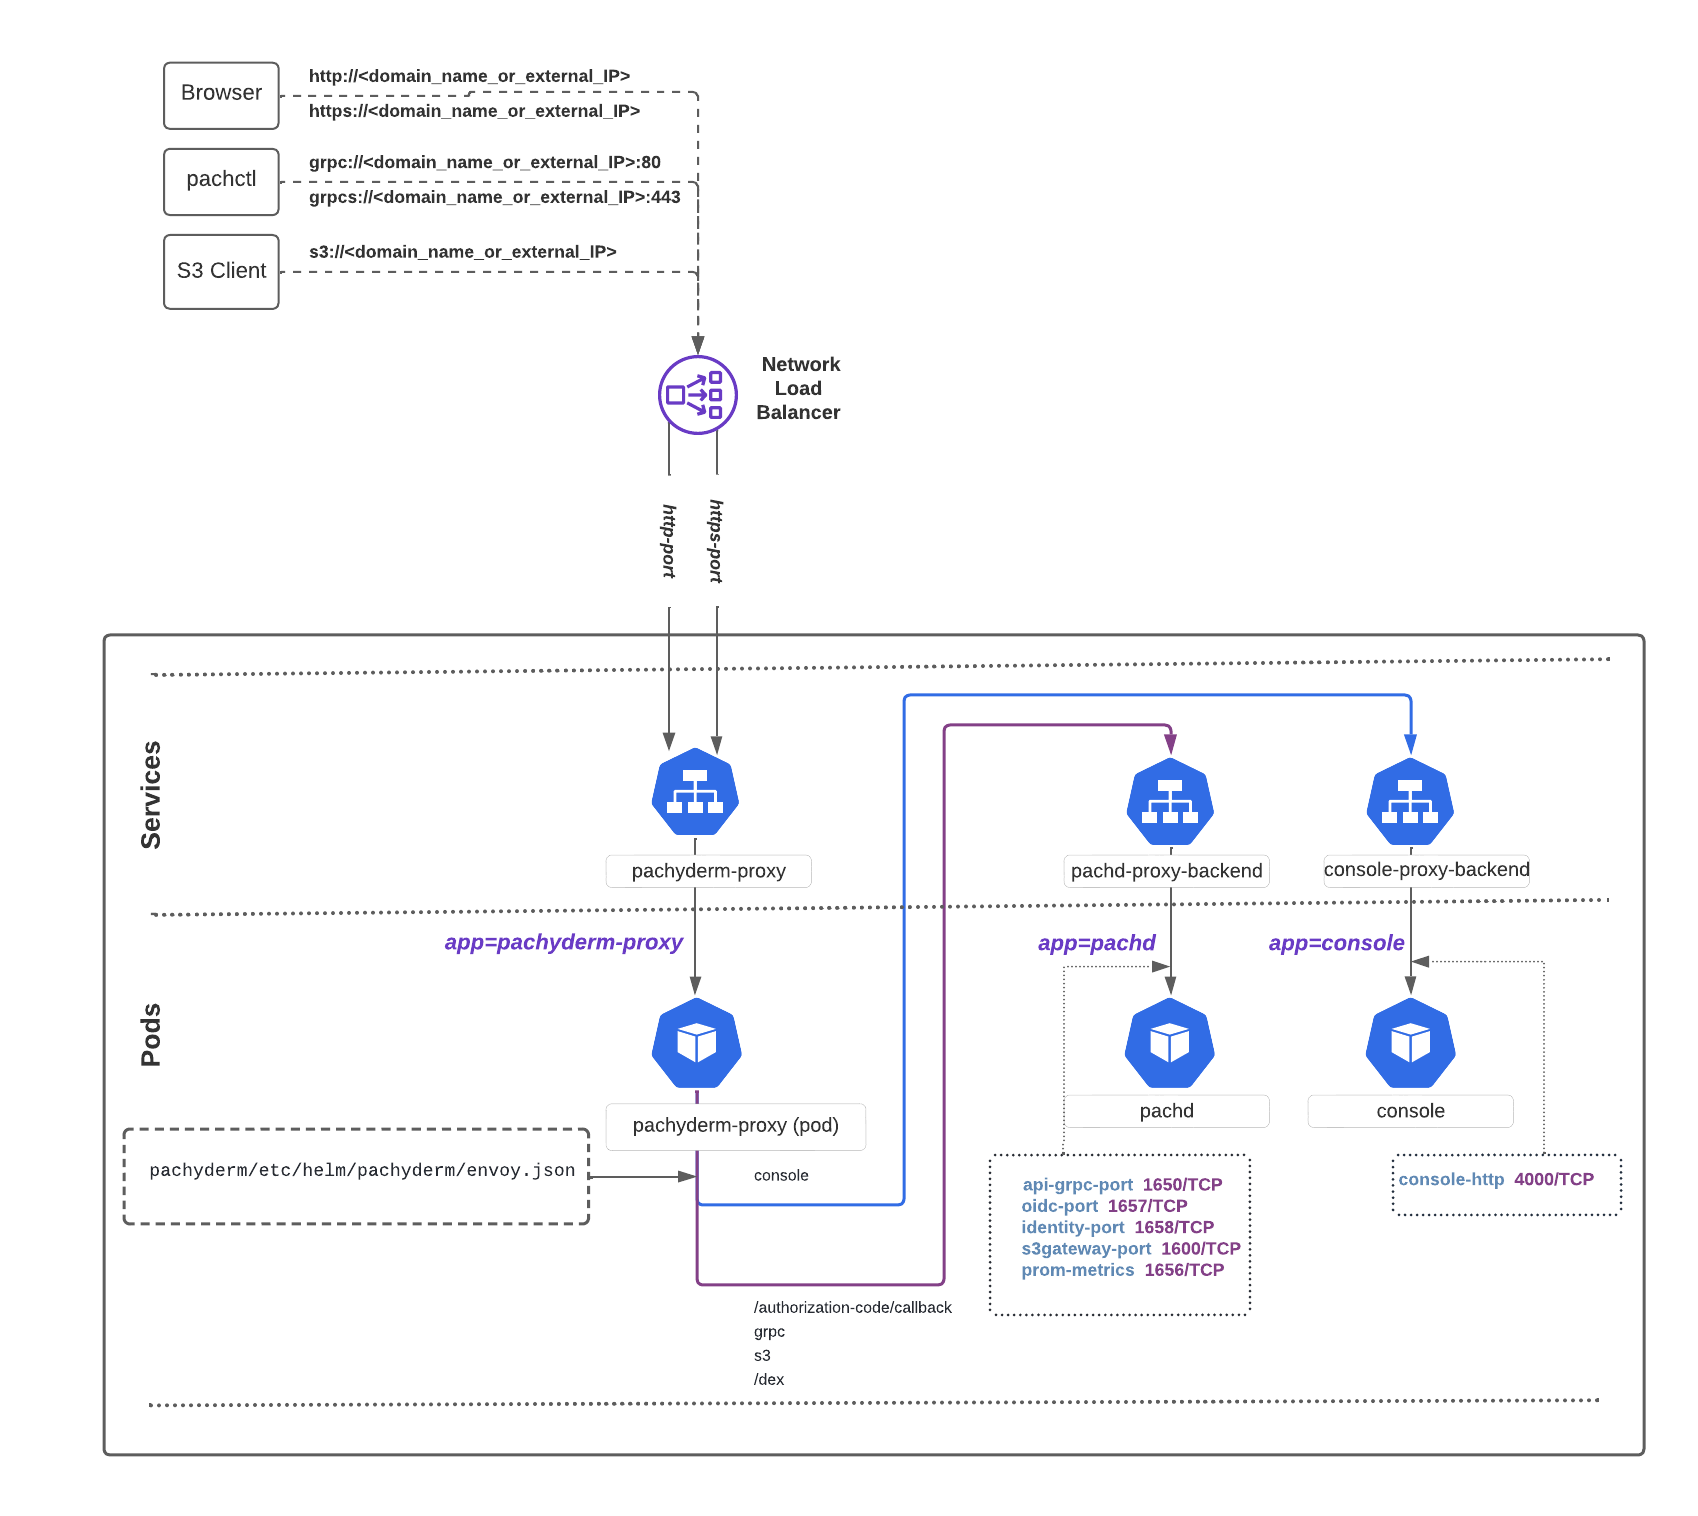 Browser
http://<domain_name_or_external_IP>
https://<domain_name_or_external_IP>
pachctl
grpc://<domain_name_or_external_IP>:80
grpcs://<domain_name_or_external_IP>:443
S3 Client
s3://<domain_name_or_external_IP>
Network
Load
Balancer
http-port
https-port
Services
pachyderm-proxy
pachd-proxy-backend
console-proxy-backend
app=pachyderm-proxy
app=pachd
app=console
Pods
pachyderm-proxy (pod)
pachd
console
pachyderm/etc/helm/pachyderm/envoy.json
console
api-grpc-port 1650/TCP
oidc-port 1657/TCP
identity-port 1658/TCP
s3gateway-port 1600/TCP
prom-metrics 1656/TCP
console-http 4000/TCP
/authorization-code/callback
grpc
s3
/dex